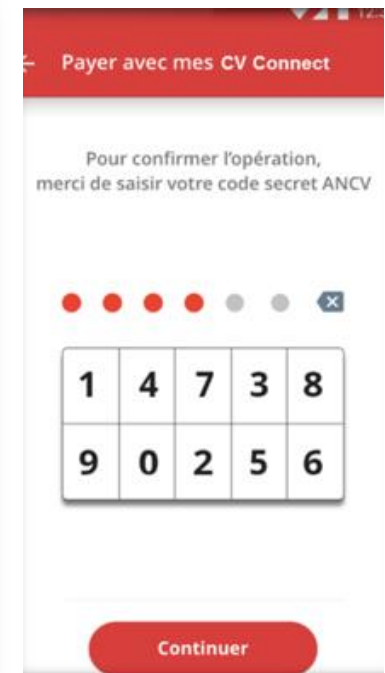 Payer avec mes CV Connect
Pour confirmer l'opération,
merci de saisir votre code secret ANCV
1 4 7 3 8
9 0 2 5 6
Continuer